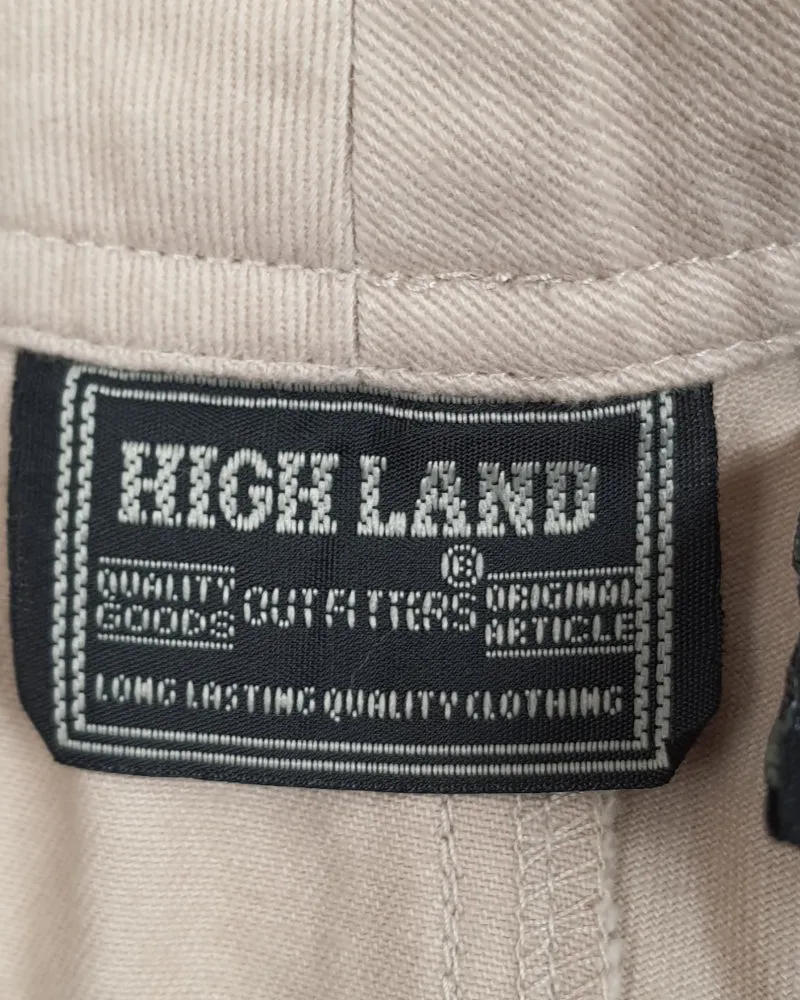 HIGH LAND
®
QUALITY GOODS OUTFITTERS ORIGINAL ARTICLE
LONG LASTING QUALITY CLOTHING